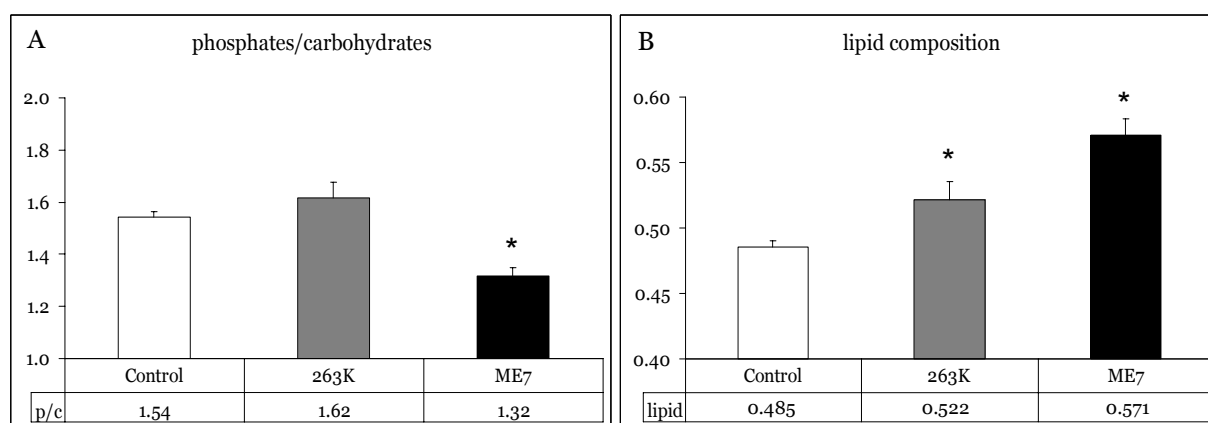 A phosphates/carbohydrates
2.0
1.8
*
1.6
1.4
*
1.2
1.0
Control 263K ME7
p/c 1.54 1.62 1.32
B lipid composition
0.60
*
0.55
*
0.50
0.45
0.40
Control 263K ME7
lipid 0.485 0.522 0.571